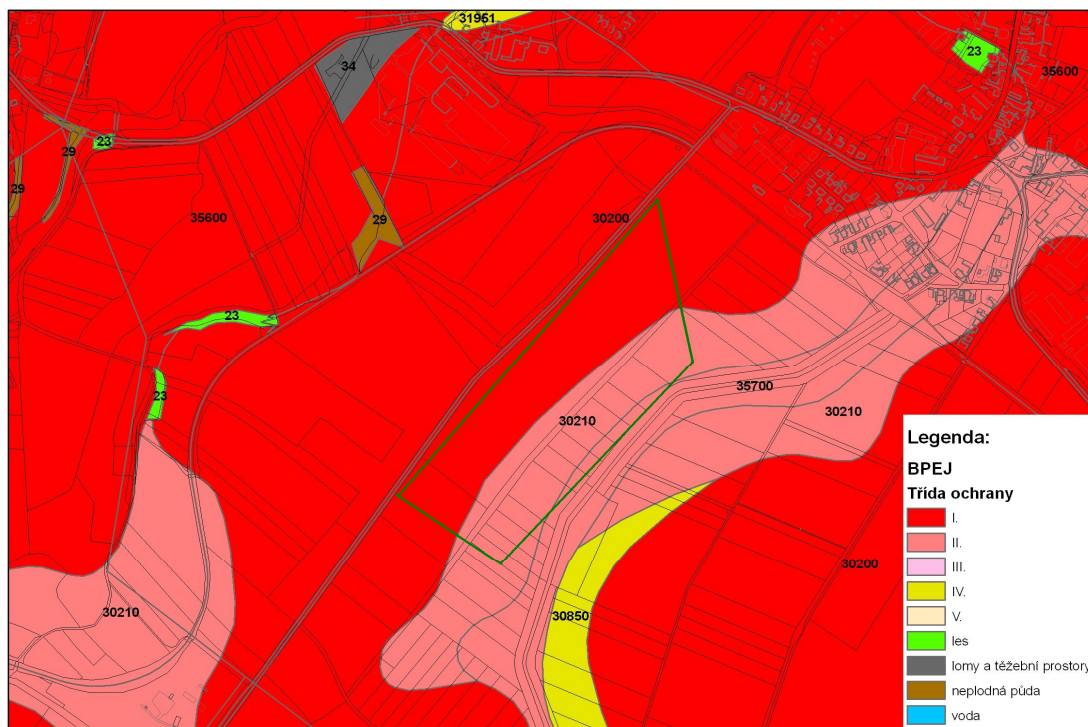 31951
34
23
35600
23
29
29
35600
29
30200
23
35700
23
30210
30210
30200
30210
30850
Legenda:
BPEJ
Třída ochrany
I.
II.
III.
IV.
V.
les
lomy a těžební prostory
neplodná půda
voda